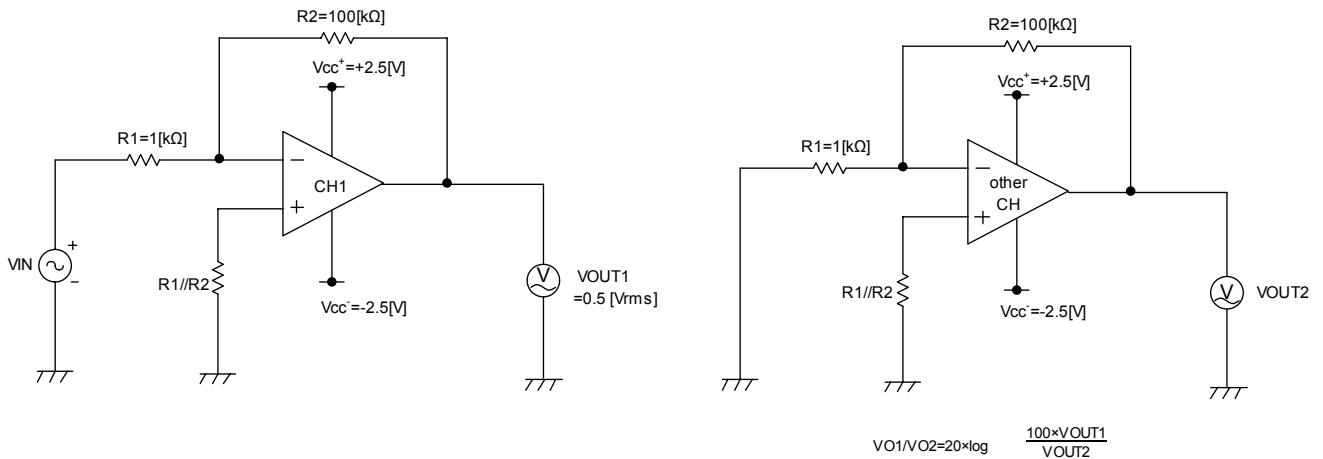 R2=100[kΩ]
Vcc⁺=+2.5[V]
R1=1[kΩ]
−
CH1
+
VIN
+
-
R1//R2
Vcc⁻=-2.5[V]
V
VOUT1
=0.5 [Vrms]
R2=100[kΩ]
Vcc⁺=+2.5[V]
R1=1[kΩ]
−
other
CH
+
R1//R2
Vcc⁻=-2.5[V]
V
VOUT2
VO1/VO2=20×log 100×VOUT1
VOUT2